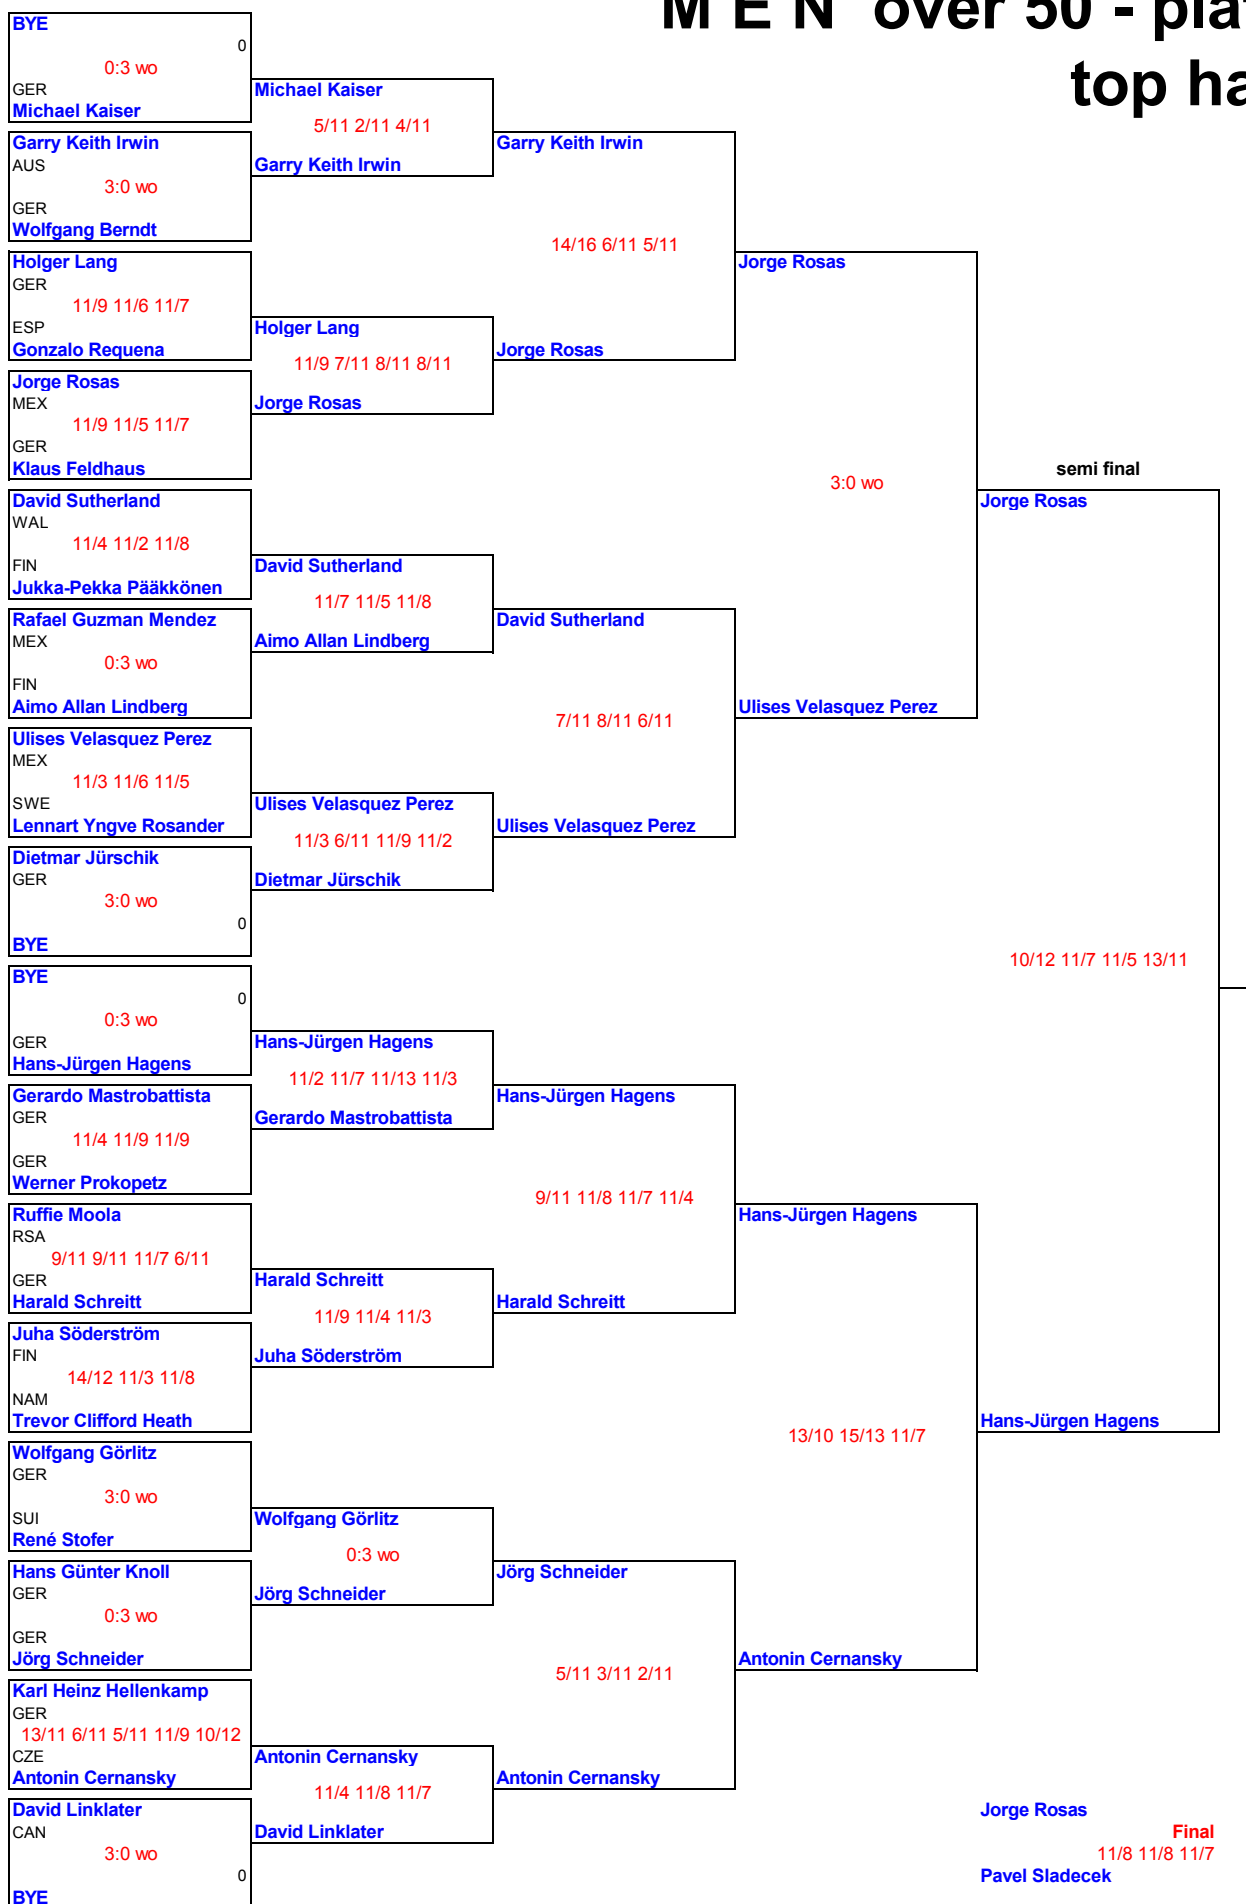 M E N over 50 -
top
BYE
0
0:3 wo
GER
Michael Kaiser
Garry Keith Irwin
AUS
3:0 wo
GER
Wolfgang Berndt
Holger Lang
GER
11/9 11/6 11/7
ESP
Gonzalo Requena
Jorge Rosas
MEX
11/9 11/5 11/7
GER
Klaus Feldhaus
David Sutherland
WAL
11/4 11/2 11/8
FIN
Jukka-Pekka Pääkkönen
Rafael Guzman Mendez
MEX
0:3 wo
FIN
Aimo Allan Lindberg
Ulises Velasquez Perez
MEX
11/3 11/6 11/5
SWE
Lennart Yngve Rosander
Dietmar Jürschik
GER
3:0 wo
0
BYE
BYE
0
0:3 wo
GER
Hans-Jürgen Hagens
Gerardo Mastrobattista
GER
11/4 11/9 11/9
GER
Werner Prokopetz
Ruffie Moola
RSA
9/11 9/11 11/7 6/11
GER
Harald Schreitt
Juha Söderström
FIN
14/12 11/3 11/8
NAM
Trevor Clifford Heath
Wolfgang Görlitz
GER
3:0 wo
SUI
René Stofer
Hans Günter Knoll
GER
0:3 wo
GER
Jörg Schneider
Karl Heinz Hellenkamp
GER
13/11 6/11 5/11 11/9 10/12
CZE
Antonin Cernansky
David Linklater
CAN
3:0 wo
0
BYE
Michael Kaiser
5/11 2/11 4/11
Garry Keith Irwin
Holger Lang
11/9 7/11 8/11 8/11
Jorge Rosas
David Sutherland
11/7 11/5 11/8
Aimo Allan Lindberg
Ulises Velasquez Perez
11/3 6/11 11/9 11/2
Dietmar Jürschik
Hans-Jürgen Hagens
11/2 11/7 11/13 11/3
Gerardo Mastrobattista
Harald Schreitt
11/9 11/4 11/3
Juha Söderström
Wolfgang Görlitz
0:3 wo
Jörg Schneider
Antonin Cernansky
11/4 11/8 11/7
David Linklater
Garry Keith Irwin
14/16 6/11 5/11
Jorge Rosas
David Sutherland
7/11 8/11 6/11
Ulises Velasquez Perez
Hans-Jürgen Hagens
9/11 11/8 11/7 11/4
Harald Schreitt
Jörg Schneider
5/11 3/11 2/11
Antonin Cernansky
Jorge Rosas
3:0 wo
Ulises Velasquez Perez
Hans-Jürgen Hagens
13/10 15/13 11/7
Antonin Cernansky
semi final
Jorge Rosas
10/12 11/7 11/5 13/11
Hans-Jürgen Hagens
Jorge Rosas
Final
11/8 11/8 11/7
Pavel Sladecek